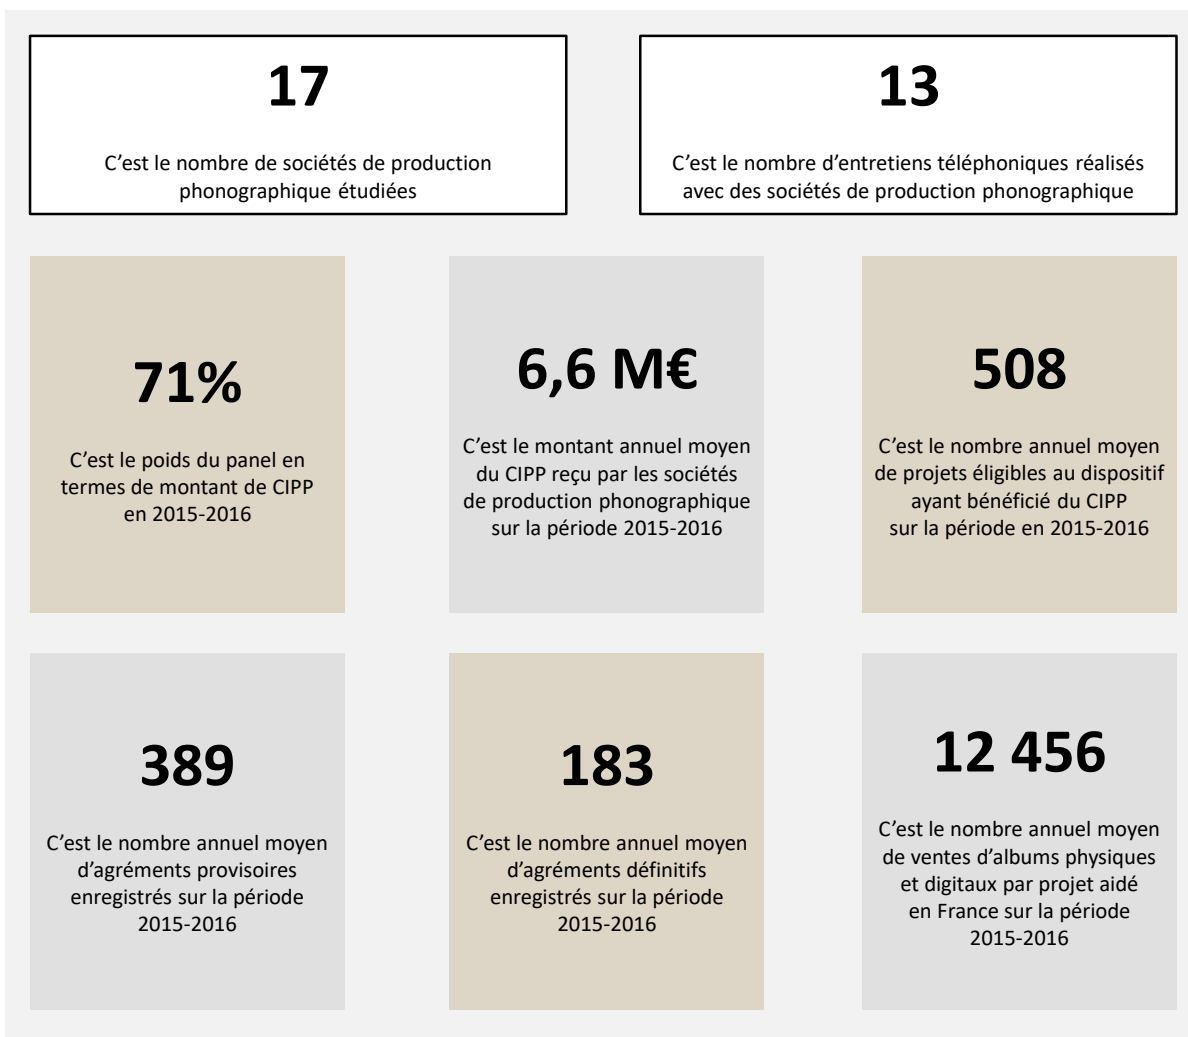 17
C’est le nombre de sociétés de production
phonographique étudiées
13
C’est le nombre d’entretiens téléphoniques réalisés
avec des sociétés de production phonographique
71%
C’est le poids du panel en
termes de montant de CIPP
en 2015-2016
6,6 M€
C’est le montant annuel moyen
du CIPP reçu par les sociétés
de production phonographique
sur la période 2015-2016
508
C’est le nombre annuel moyen
de projets éligibles au dispositif
ayant bénéficié du CIPP
sur la période en 2015-2016
389
C’est le nombre annuel moyen
d’agréments provisoires
enregistrés sur la période
2015-2016
183
C’est le nombre annuel moyen
d’agréments définitifs
enregistrés sur la période
2015-2016
12 456
C’est le nombre annuel moyen
de ventes d’albums physiques
et digitaux par projet aidé
en France sur la période
2015-2016